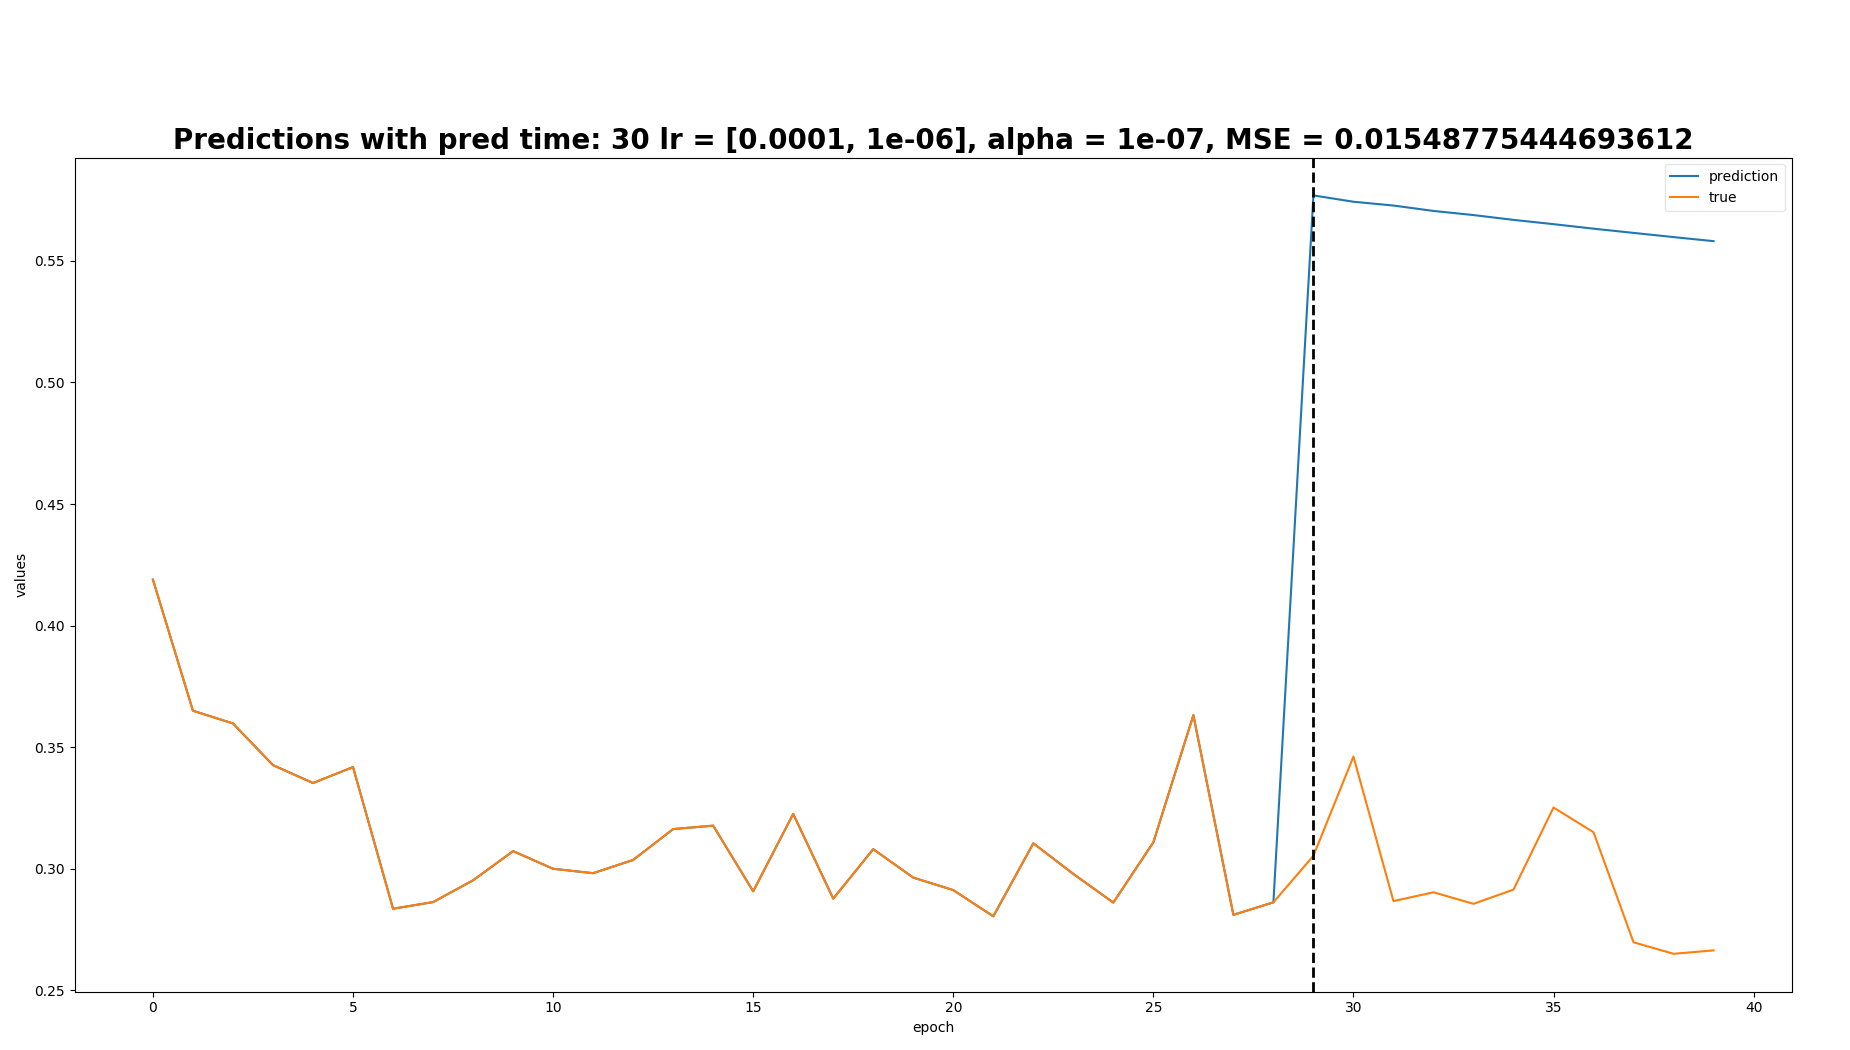 Predictions with pred time: 30 lr = [0.0001, 1e-06], alpha = 1e-07, MSE = 0.01548775444693612
prediction
true
0.55
0.50
0.45
0.40
0.35
0.30
0.25
values
0 5 10 15 20 25 30 35 40
epoch